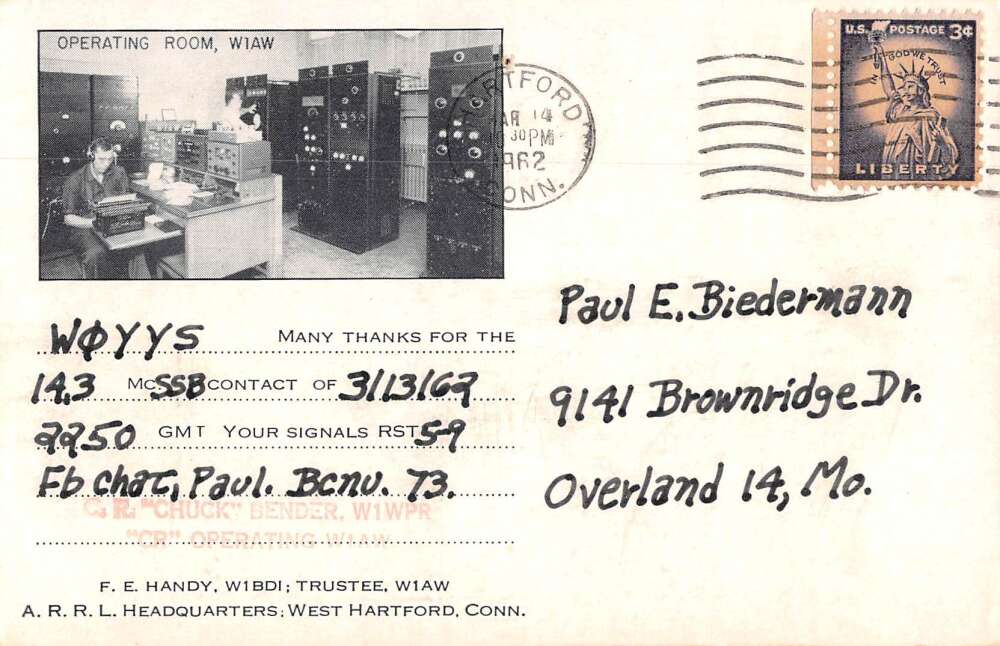 OPERATING ROOM, W1AW
HARTFORD
MAR 14
30 PM
1962
CONN.
U.S. POSTAGE 3¢
IN GOD WE TRUST
LIBERTY
WØYYS MANY THANKS FOR THE
14.3 MC SSB CONTACT OF 3/13/62
2250 GMT YOUR SIGNALS RST 59
Fb chat, Paul. Bcnu. 73.
C. R. "CHUCK" BENDER, W1WPR
"CR" OPERATING W1AW
F. E. HANDY, W1BDI; TRUSTEE, W1AW
A. R. R. L. HEADQUARTERS; WEST HARTFORD, CONN.
Paul E. Biedermann
9141 Brownridge Dr.
Overland 14, Mo.